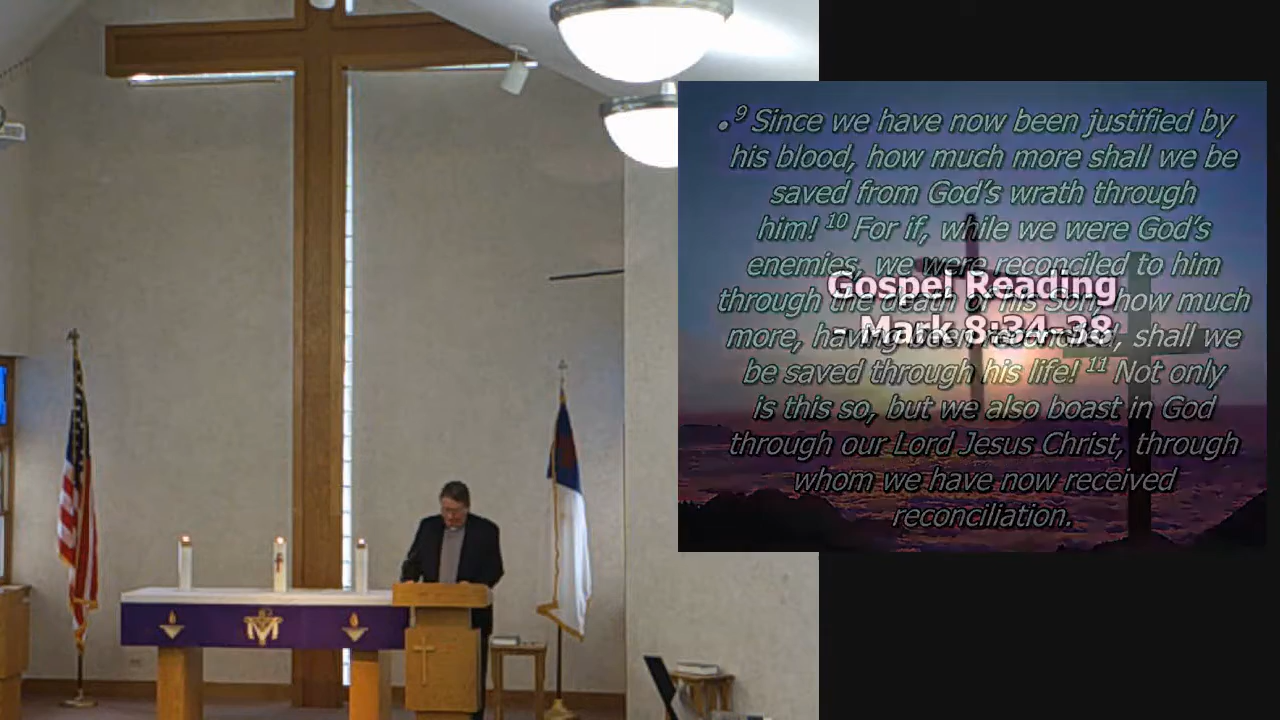 • 9 Since we have now been justified by
his blood, how much more shall we be
saved from God's wrath through
him! 10 For if, while we were God's
enemies, we were reconciled to him
Gospel Reading
through the death of his Son, how much
- Mark 8:34-38
more, having been reconciled, shall we
be saved through his life! 11 Not only
is this so, but we also boast in God
through our Lord Jesus Christ, through
whom we have now received
reconciliation.